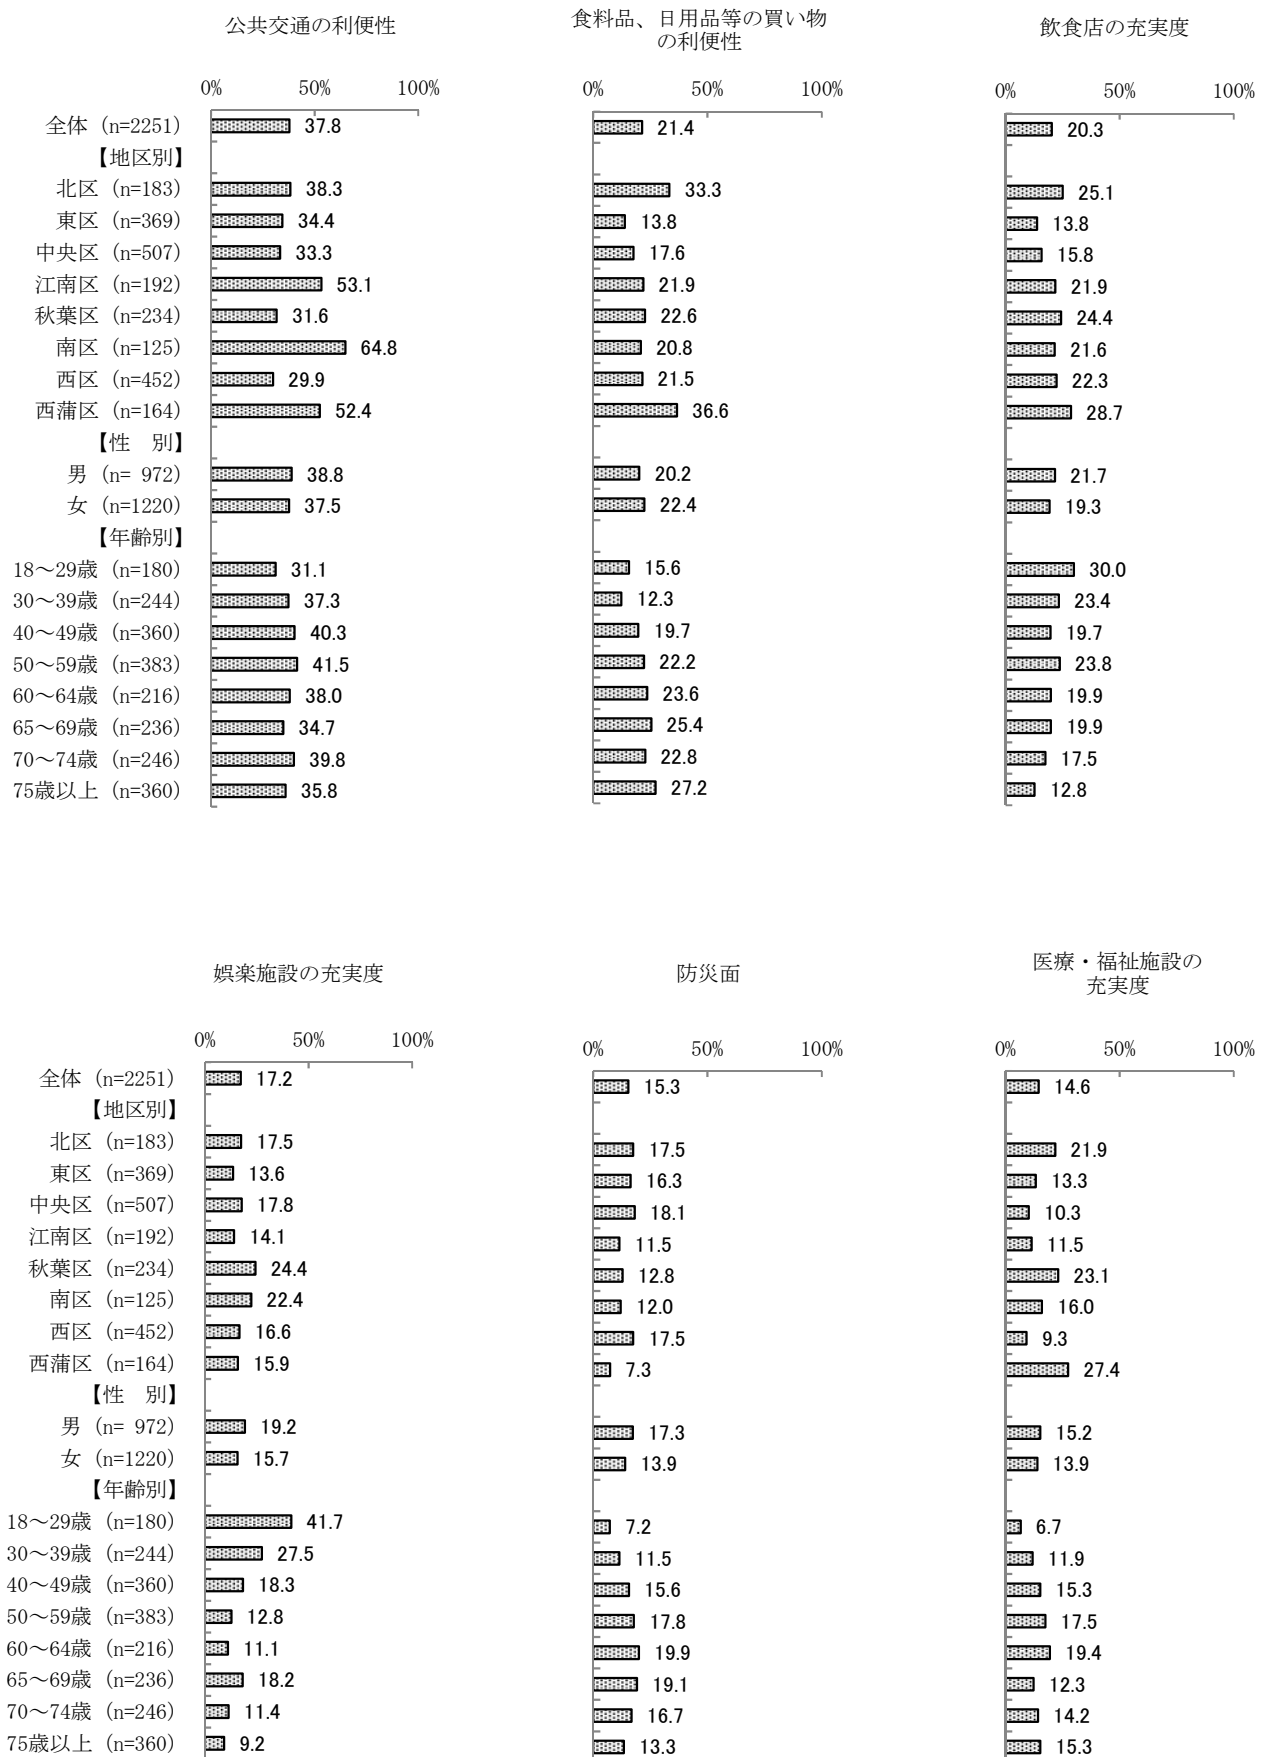 公共交通の利便性
0% 50% 100%
全体 (n=2251) 37.8
【地区別】
北区 (n=183) 38.3
東区 (n=369) 34.4
中央区 (n=507) 33.3
江南区 (n=192) 53.1
秋葉区 (n=234) 31.6
南区 (n=125) 64.8
西区 (n=452) 29.9
西蒲区 (n=164) 52.4
【性　別】
男 (n= 972) 38.8
女 (n=1220) 37.5
【年齢別】
18～29歳 (n=180) 31.1
30～39歳 (n=244) 37.3
40～49歳 (n=360) 40.3
50～59歳 (n=383) 41.5
60～64歳 (n=216) 38.0
65～69歳 (n=236) 34.7
70～74歳 (n=246) 39.8
75歳以上 (n=360) 35.8
食料品、日用品等の買い物
の利便性
0% 50% 100%
21.4
33.3
13.8
17.6
21.9
22.6
20.8
21.5
36.6
20.2
22.4
15.6
12.3
19.7
22.2
23.6
25.4
22.8
27.2
飲食店の充実度
0% 50% 100%
20.3
25.1
13.8
15.8
21.9
24.4
21.6
22.3
28.7
21.7
19.3
30.0
23.4
19.7
23.8
19.9
19.9
17.5
12.8
娯楽施設の充実度
0% 50% 100%
全体 (n=2251) 17.2
【地区別】
北区 (n=183) 17.5
東区 (n=369) 13.6
中央区 (n=507) 17.8
江南区 (n=192) 14.1
秋葉区 (n=234) 24.4
南区 (n=125) 22.4
西区 (n=452) 16.6
西蒲区 (n=164) 15.9
【性　別】
男 (n= 972) 19.2
女 (n=1220) 15.7
【年齢別】
18～29歳 (n=180) 41.7
30～39歳 (n=244) 27.5
40～49歳 (n=360) 18.3
50～59歳 (n=383) 12.8
60～64歳 (n=216) 11.1
65～69歳 (n=236) 18.2
70～74歳 (n=246) 11.4
75歳以上 (n=360) 9.2
防災面
0% 50% 100%
15.3
17.5
16.3
18.1
11.5
12.8
12.0
17.5
7.3
17.3
13.9
7.2
11.5
15.6
17.8
19.9
19.1
16.7
13.3
医療・福祉施設の
充実度
0% 50% 100%
14.6
21.9
13.3
10.3
11.5
23.1
16.0
9.3
27.4
15.2
13.9
6.7
11.9
15.3
17.5
19.4
12.3
14.2
15.3